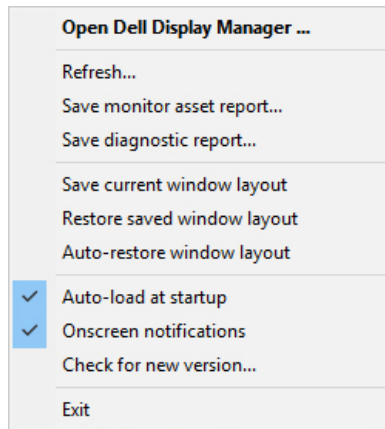 Open Dell Display Manager ...
Refresh...
Save monitor asset report...
Save diagnostic report...
Save current window layout
Restore saved window layout
Auto-restore window layout
Auto-load at startup
Onscreen notifications
Check for new version...
Exit